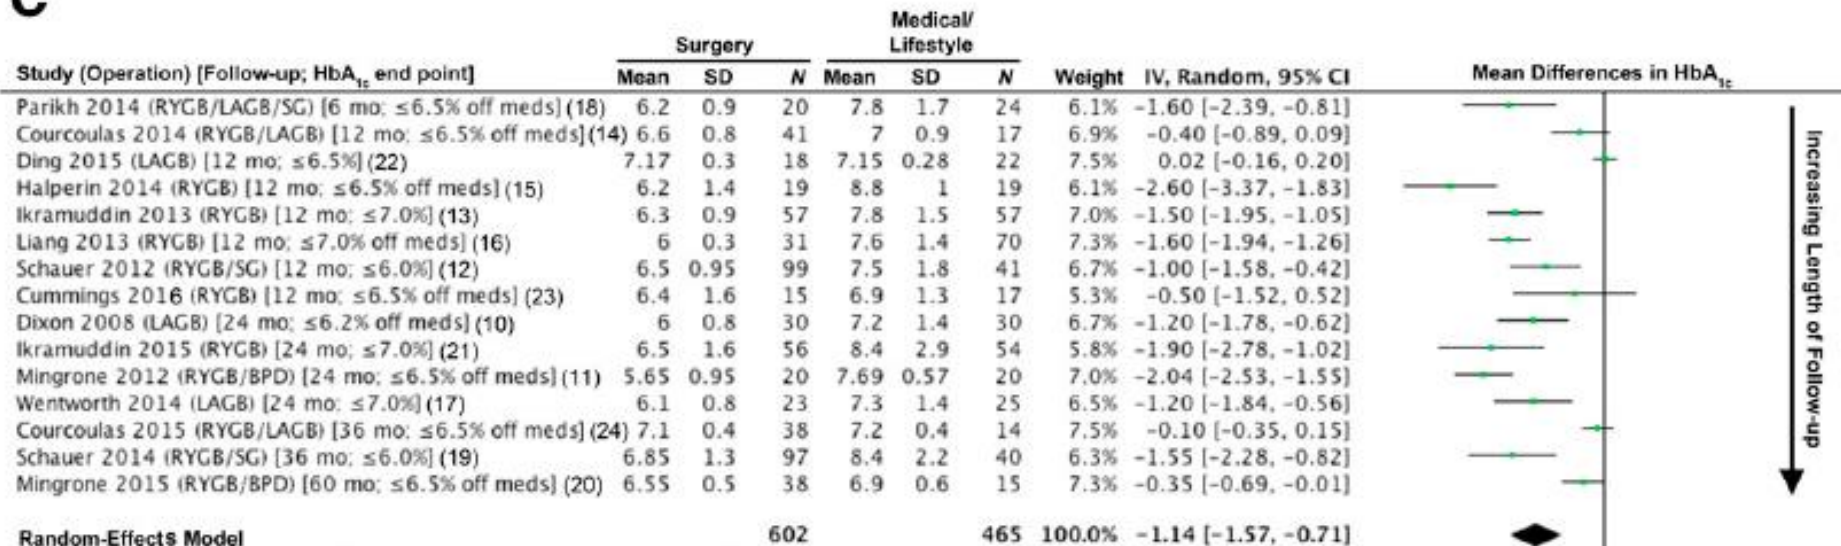 C
Medical/
Surgery Lifestyle
Study (Operation) [Follow-up; HbA1c end point] Mean SD N Mean SD N Weight IV, Random, 95% CI Mean Differences in HbA1c
Parikh 2014 (RYGB/LAGB/SG) [6 mo; ≤6.5% off meds] (18) 6.2 0.9 20 7.8 1.7 24 6.1% -1.60 [-2.39, -0.81]
Courcoulas 2014 (RYGB/LAGB) [12 mo; ≤6.5% off meds] (14) 6.6 0.8 41 7 0.9 17 6.9% -0.40 [-0.89, 0.09]
Ding 2015 (LAGB) [12 mo; ≤6.5%] (22) 7.17 0.3 18 7.15 0.28 22 7.5% 0.02 [-0.16, 0.20]
Halperin 2014 (RYGB) [12 mo; ≤6.5% off meds] (15) 6.2 1.4 19 8.8 1 19 6.1% -2.60 [-3.37, -1.83]
Ikramuddin 2013 (RYGB) [12 mo; ≤7.0%] (13) 6.3 0.9 57 7.8 1.5 57 7.0% -1.50 [-1.95, -1.05]
Liang 2013 (RYGB) [12 mo; ≤7.0% off meds] (16) 6 0.3 31 7.6 1.4 70 7.3% -1.60 [-1.94, -1.26]
Schauer 2012 (RYGB/SG) [12 mo; ≤6.0%] (12) 6.5 0.95 99 7.5 1.8 41 6.7% -1.00 [-1.58, -0.42]
Cummings 2016 (RYGB) [12 mo; ≤6.5% off meds] (23) 6.4 1.6 15 6.9 1.3 17 5.3% -0.50 [-1.52, 0.52]
Dixon 2008 (LAGB) [24 mo; ≤6.2% off meds] (10) 6 0.8 30 7.2 1.4 30 6.7% -1.20 [-1.78, -0.62]
Ikramuddin 2015 (RYGB) [24 mo; ≤7.0%] (21) 6.5 1.6 56 8.4 2.9 54 5.8% -1.90 [-2.78, -1.02]
Mingrone 2012 (RYGB/BPD) [24 mo; ≤6.5% off meds] (11) 5.65 0.95 20 7.69 0.57 20 7.0% -2.04 [-2.53, -1.55]
Wentworth 2014 (LAGB) [24 mo; ≤7.0%] (17) 6.1 0.8 23 7.3 1.4 25 6.5% -1.20 [-1.84, -0.56]
Courcoulas 2015 (RYGB/LAGB) [36 mo; ≤6.5% off meds] (24) 7.1 0.4 38 7.2 0.4 14 7.5% -0.10 [-0.35, 0.15]
Schauer 2014 (RYGB/SG) [36 mo; ≤6.0%] (19) 6.85 1.3 97 8.4 2.2 40 6.3% -1.55 [-2.28, -0.82]
Mingrone 2015 (RYGB/BPD) [60 mo; ≤6.5% off meds] (20) 6.55 0.5 38 6.9 0.6 15 7.3% -0.35 [-0.69, -0.01]
Random-Effects Model 602 465 100.0% -1.14 [-1.57, -0.71]
Increasing Length of Follow-up